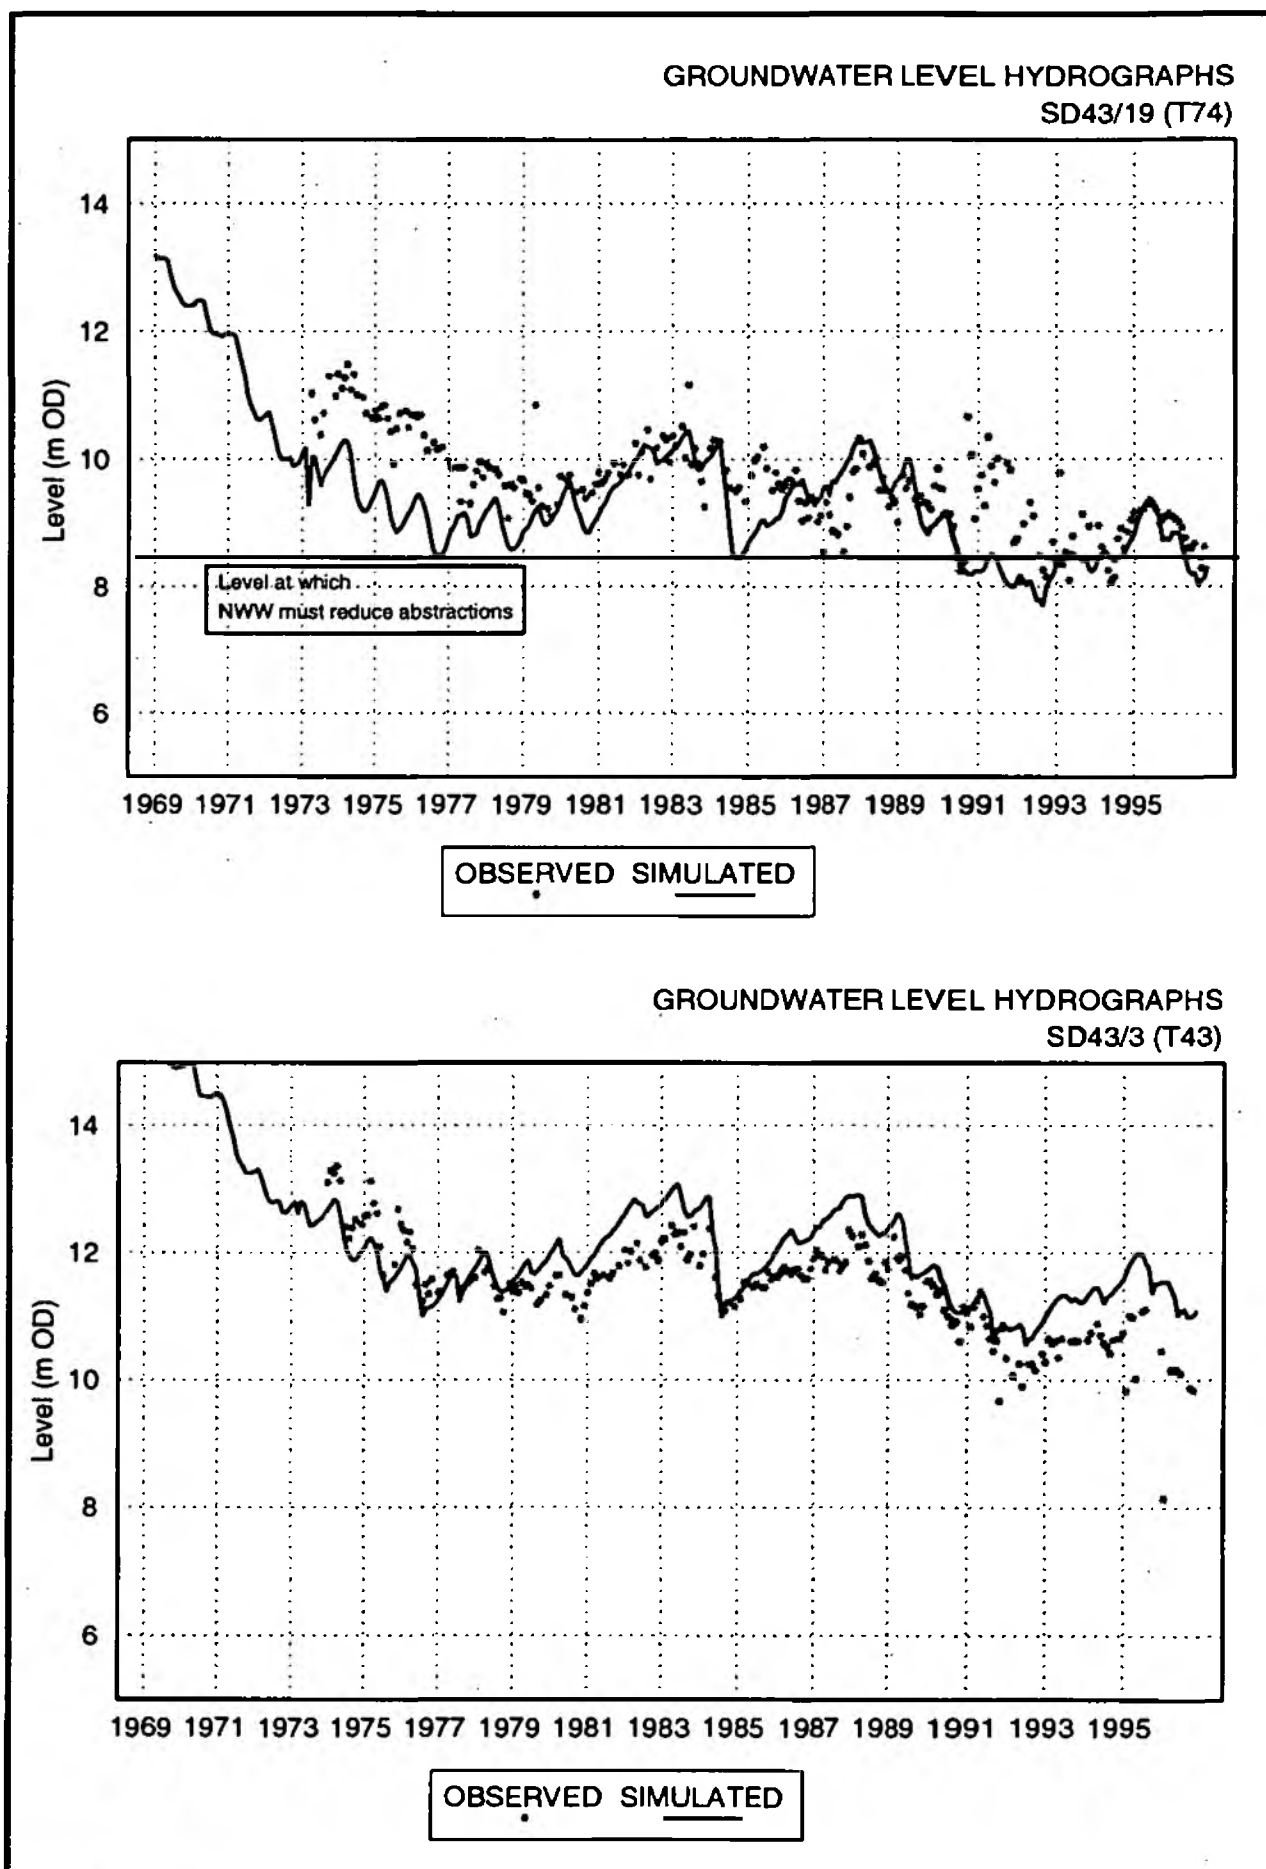 GROUNDWATER LEVEL HYDROGRAPHS
SD43/19 (T74)
14
12
10
8
6
Level (m OD)
Level at which
NWW must reduce abstractions
1969 1971 1973 1975 1977 1979 1981 1983 1985 1987 1989 1991 1993 1995
OBSERVED SIMULATED
GROUNDWATER LEVEL HYDROGRAPHS
SD43/3 (T43)
14
12
10
8
6
Level (m OD)
1969 1971 1973 1975 1977 1979 1981 1983 1985 1987 1989 1991 1993 1995
OBSERVED SIMULATED